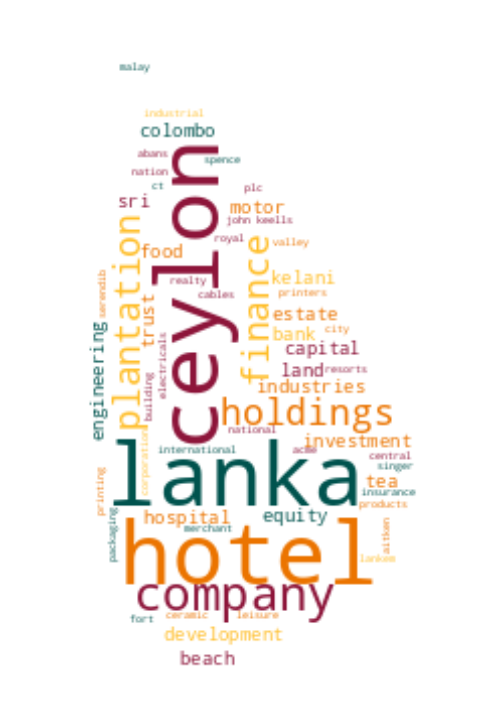 malay
industrial
colombo
abans
spence
nation
ct
plc
sri
motor
john keells
ceylon
plantation
royal
valley
food
finance
realty
kelani
serendib
cables
printers
trust
estate
engineering
electricals
bank
city
capital
building
land
resorts
industries
holdings
national
corporation
investment
international
acme
central
lanka
singer
printing
tea
insurance
products
packaging
hospital
equity
merchant
aitken
hotel
lankem
company
fort
ceramic
leisure
development
beach